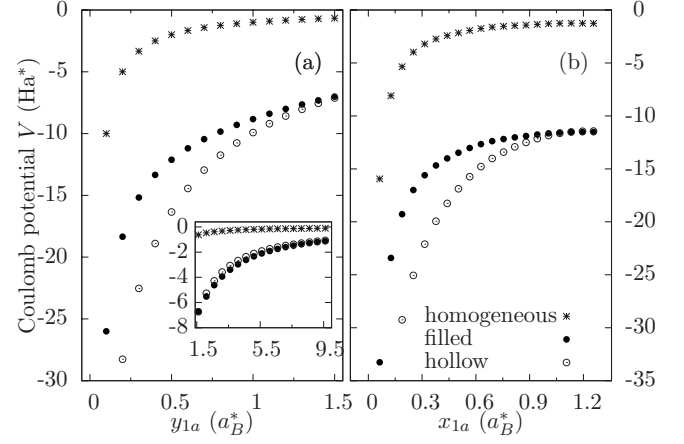 Coulomb potential V (Ha*)
0
-5
-10
-15
-20
-25
-30
(a)
0
-2
-4
-6
-8
1.5 5.5 9.5
0 0.5 1 1.5
y1a (a*B)
(b)
homogeneous
filled
hollow
0
-5
-10
-15
-20
-25
-30
-35
0 0.3 0.6 0.9 1.2
x1a (a*B)